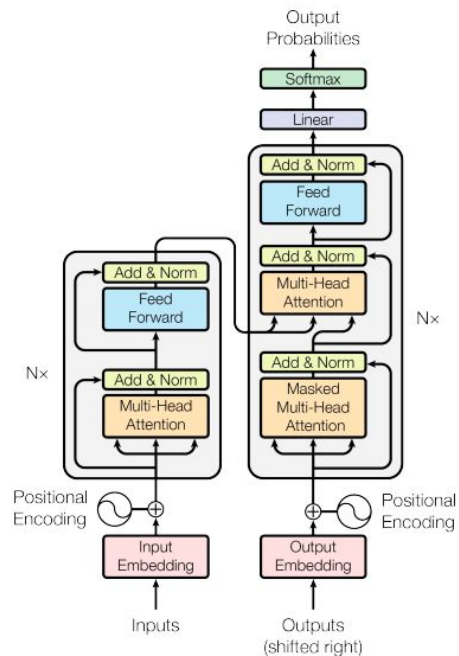 Output
Probabilities
Softmax
Linear
Add & Norm
Feed
Forward
Add & Norm
Multi-Head
Attention
Nx
Add & Norm
Masked
Multi-Head
Attention
Positional
Encoding
Output
Embedding
Outputs
(shifted right)
Add & Norm
Feed
Forward
Nx
Add & Norm
Multi-Head
Attention
Positional
Encoding
Input
Embedding
Inputs